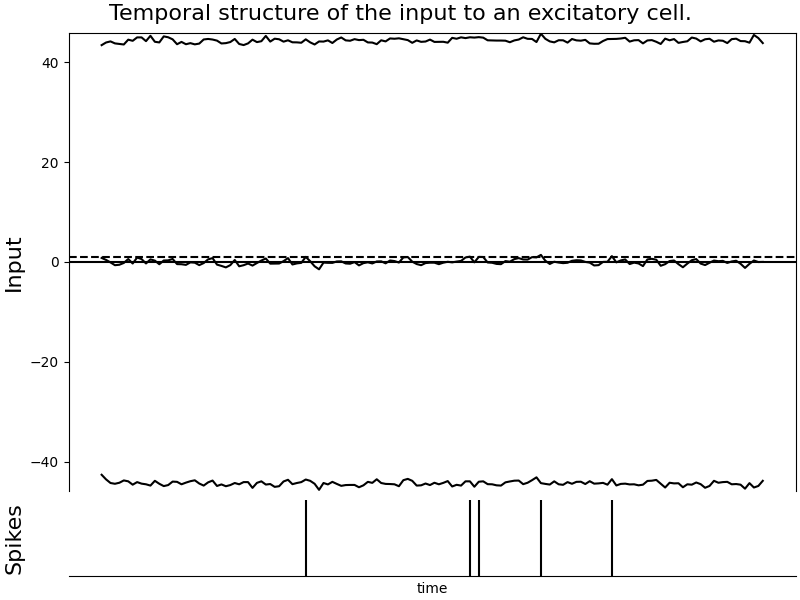 Temporal structure of the input to an excitatory cell.
Input
40
20
0
−20
−40
Spikes
time